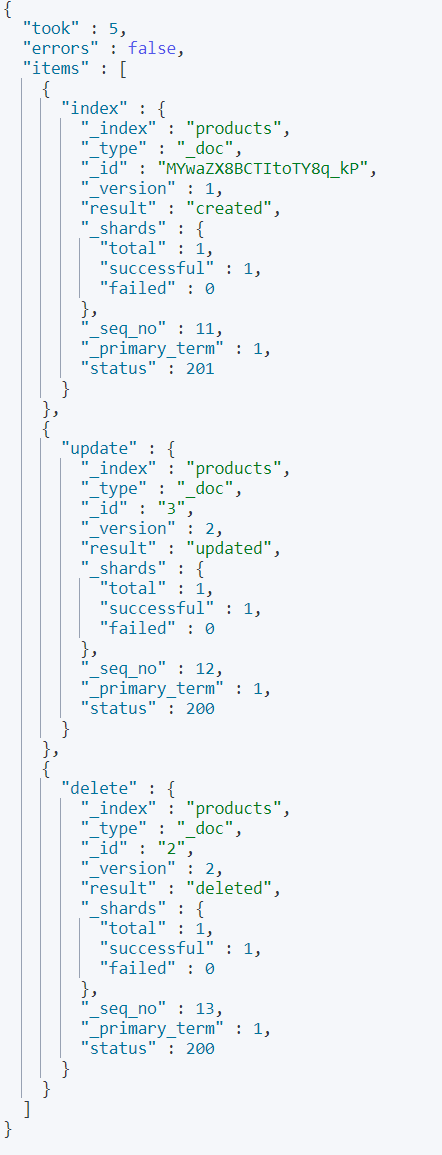 {
  "took" : 5,
  "errors" : false,
  "items" : [
    {
      "index" : {
        "_index" : "products",
        "_type" : "_doc",
        "_id" : "MYwaZX8BCTItoTY8q_kP",
        "_version" : 1,
        "result" : "created",
        "_shards" : {
          "total" : 1,
          "successful" : 1,
          "failed" : 0
        },
        "_seq_no" : 11,
        "_primary_term" : 1,
        "status" : 201
      }
    },
    {
      "update" : {
        "_index" : "products",
        "_type" : "_doc",
        "_id" : "3",
        "_version" : 2,
        "result" : "updated",
        "_shards" : {
          "total" : 1,
          "successful" : 1,
          "failed" : 0
        },
        "_seq_no" : 12,
        "_primary_term" : 1,
        "status" : 200
      }
    },
    {
      "delete" : {
        "_index" : "products",
        "_type" : "_doc",
        "_id" : "2",
        "_version" : 2,
        "result" : "deleted",
        "_shards" : {
          "total" : 1,
          "successful" : 1,
          "failed" : 0
        },
        "_seq_no" : 13,
        "_primary_term" : 1,
        "status" : 200
      }
    }
  ]
}